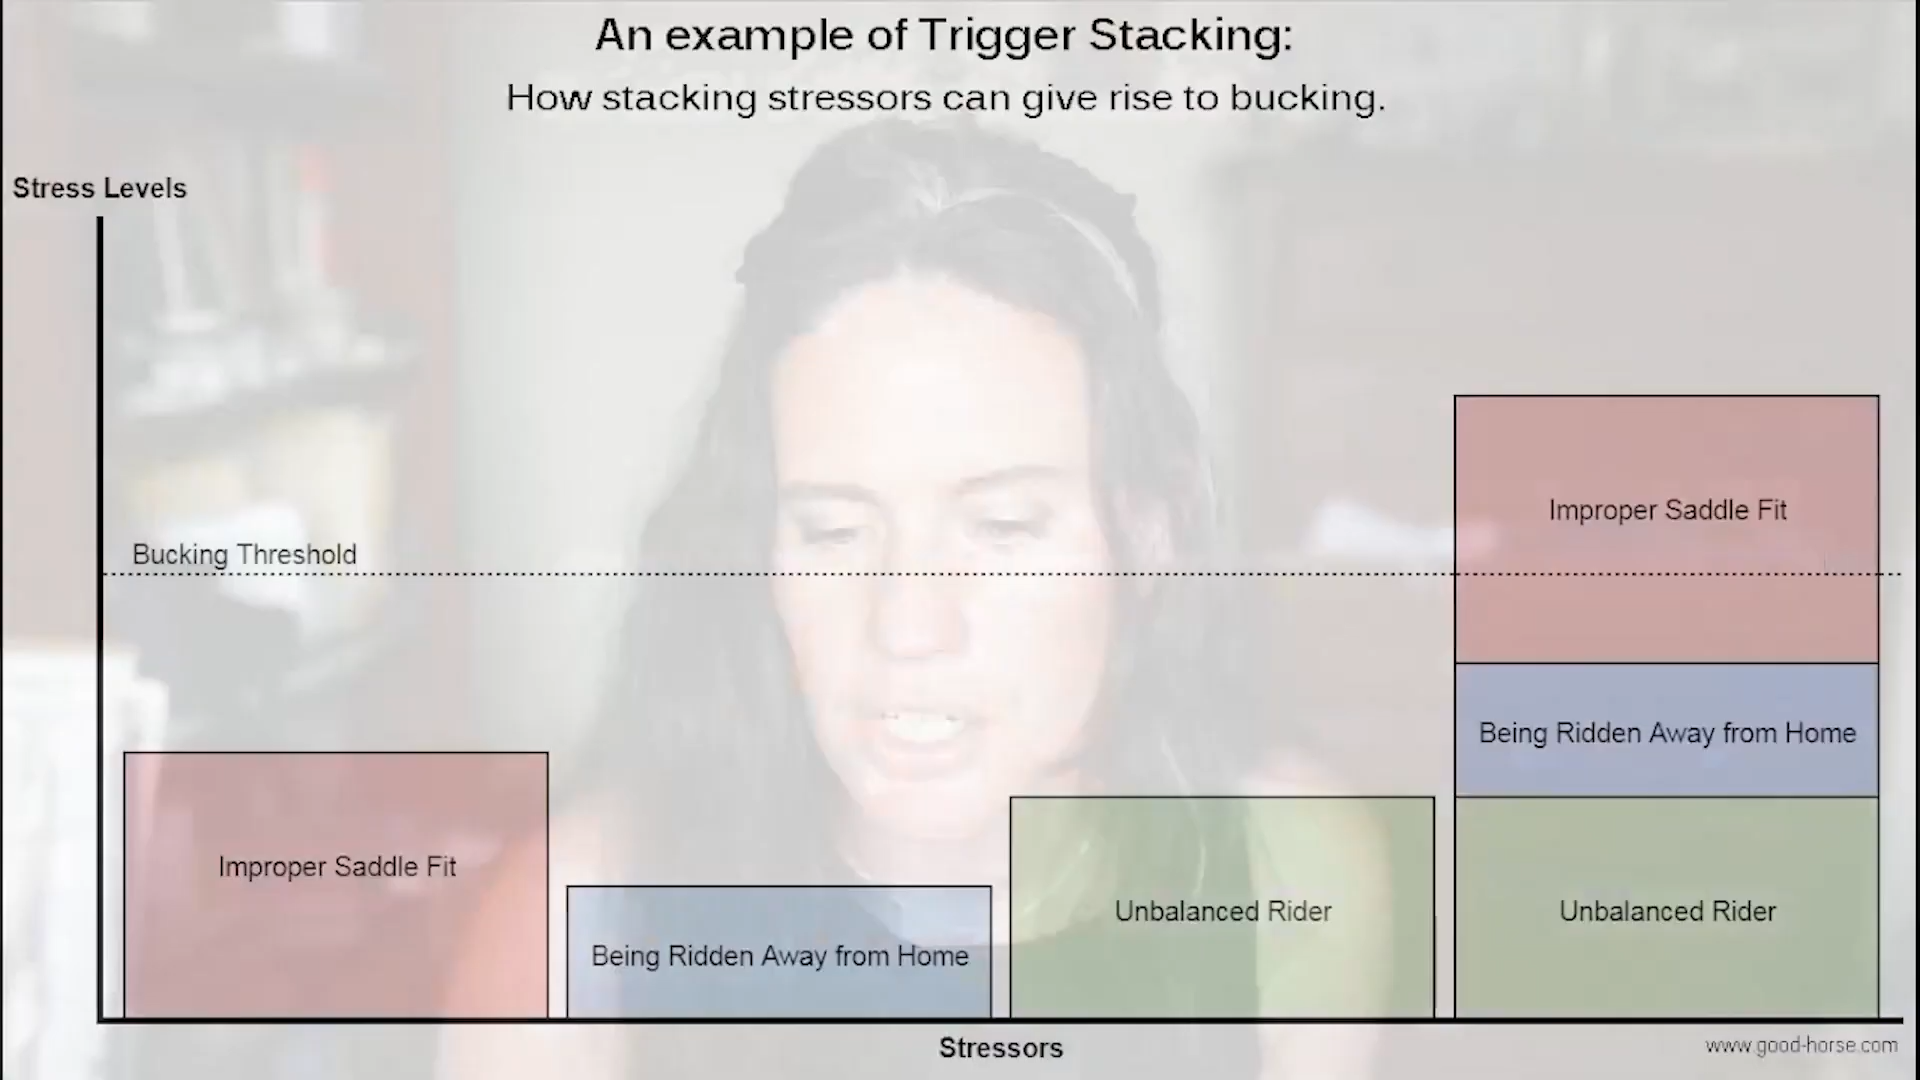 An example of Trigger Stacking:
How stacking stressors can give rise to bucking.
Stress Levels
Bucking Threshold
Improper Saddle Fit
Being Ridden Away from Home
Unbalanced Rider
Improper Saddle Fit
Being Ridden Away from Home
Unbalanced Rider
Stressors
www.good-horse.com